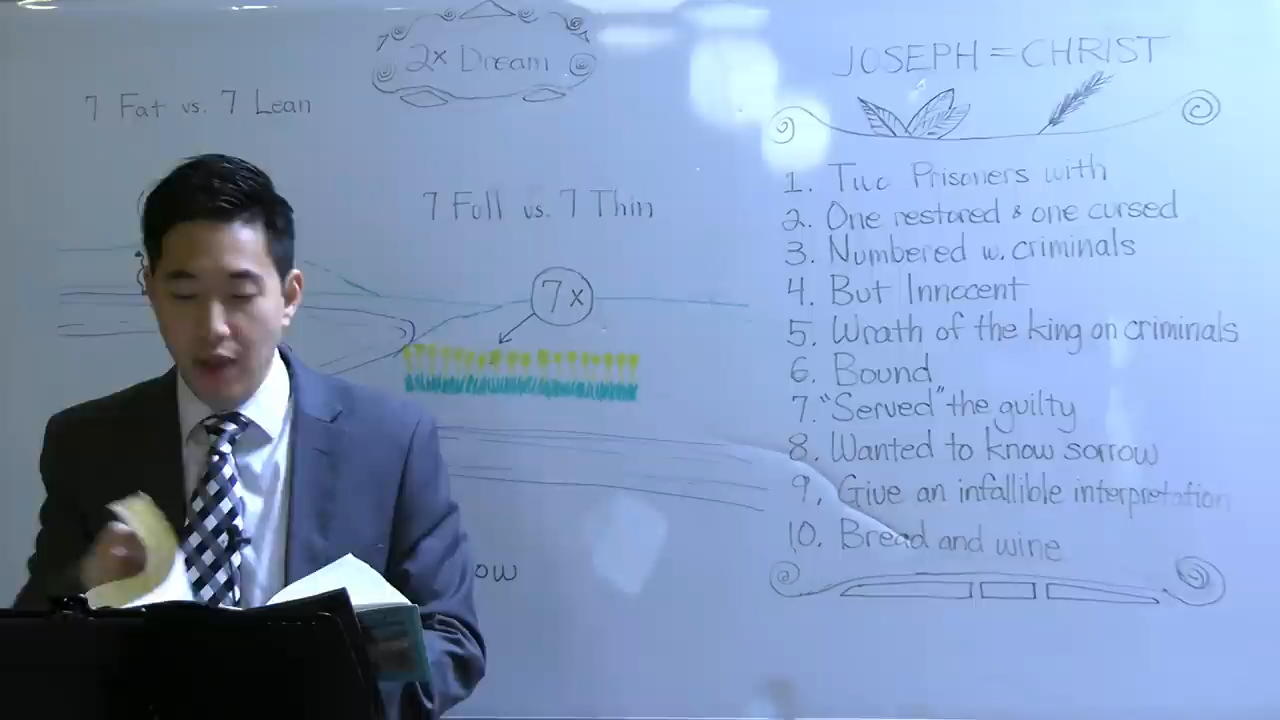 2x Dream
7 Fat vs. 7 Lean
7 Full vs. 7 Thin
7x
ow
JOSEPH = CHRIST
1. Two Prisoners with
2. One restored & one cursed
3. Numbered w. criminals
4. But Innocent
5. Wrath of the king on criminals
6. Bound
7. "Served" the guilty
8. Wanted to know sorrow
9. Give an infallible interpretation
10. Bread and wine